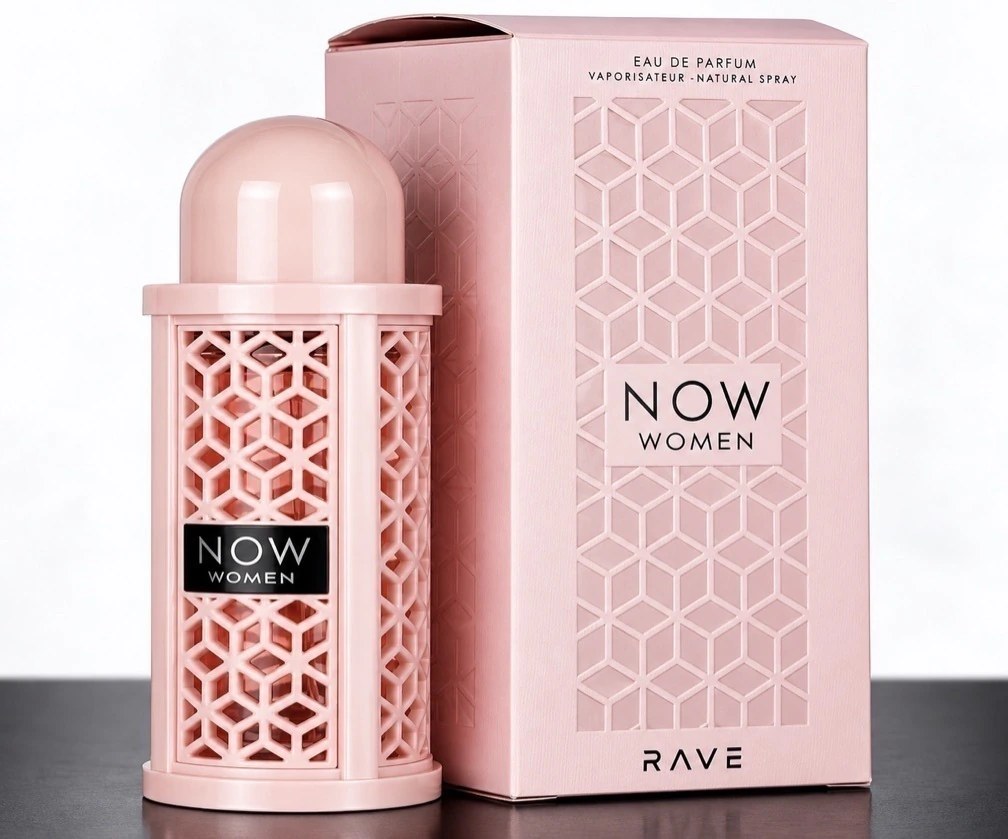 EAU DE PARFUM
VAPORISATEUR - NATURAL SPRAY
NOW
WOMEN
RAVE
NOW
WOMEN